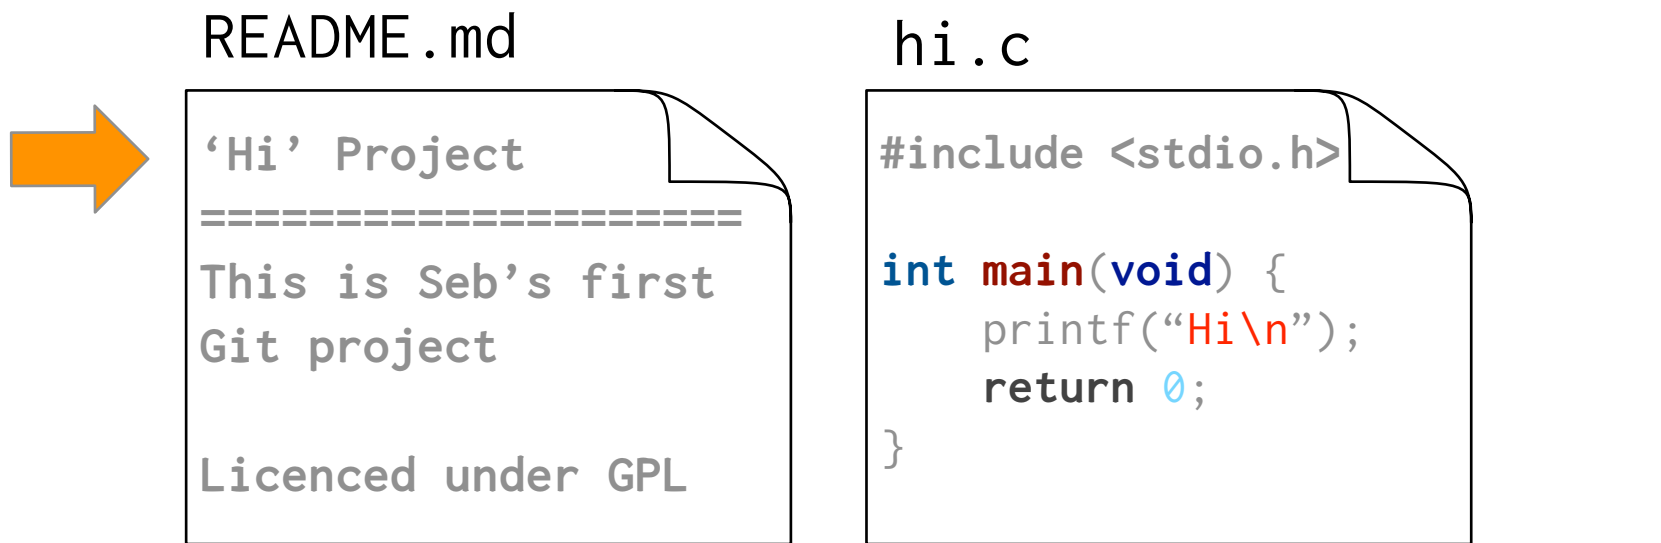 README.md
‘Hi’ Project
====================
This is Seb’s first
Git project
Licenced under GPL
hi.c
#include <stdio.h>
int main(void) {
    printf(“Hi\n”);
    return 0;
}